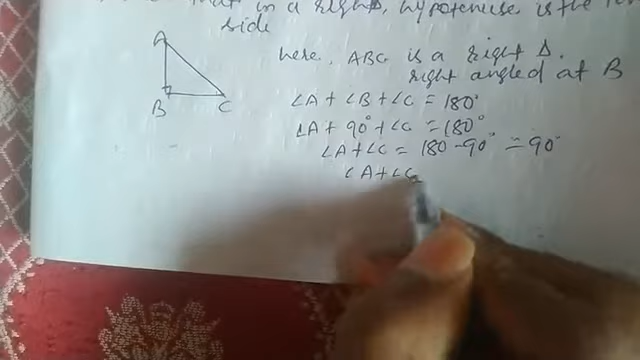 that in a right Δ, hypotenuse is the
side
here, ABC is a right Δ.
right angled at B
A
B
C
∠A + ∠B + ∠C = 180°
∠A + 90° + ∠C = 180°
∠A + ∠C = 180 - 90° = 90°
∠A + ∠C